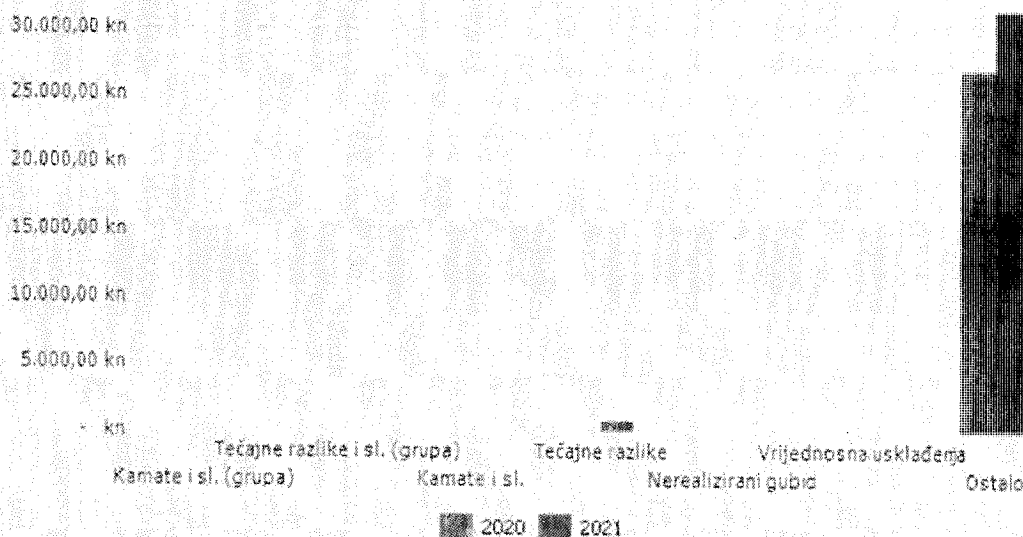 30.000,00 kn
25.000,00 kn
20.000,00 kn
15.000,00 kn
10.000,00 kn
5.000,00 kn
- kn
Tečajne razlike i sl. (grupa) Tečajne razlike Vrijednosna usklađenja
Kamate i sl. (grupa) Kamate i sl. Nerealizirani gubici Ostalo
2020 2021